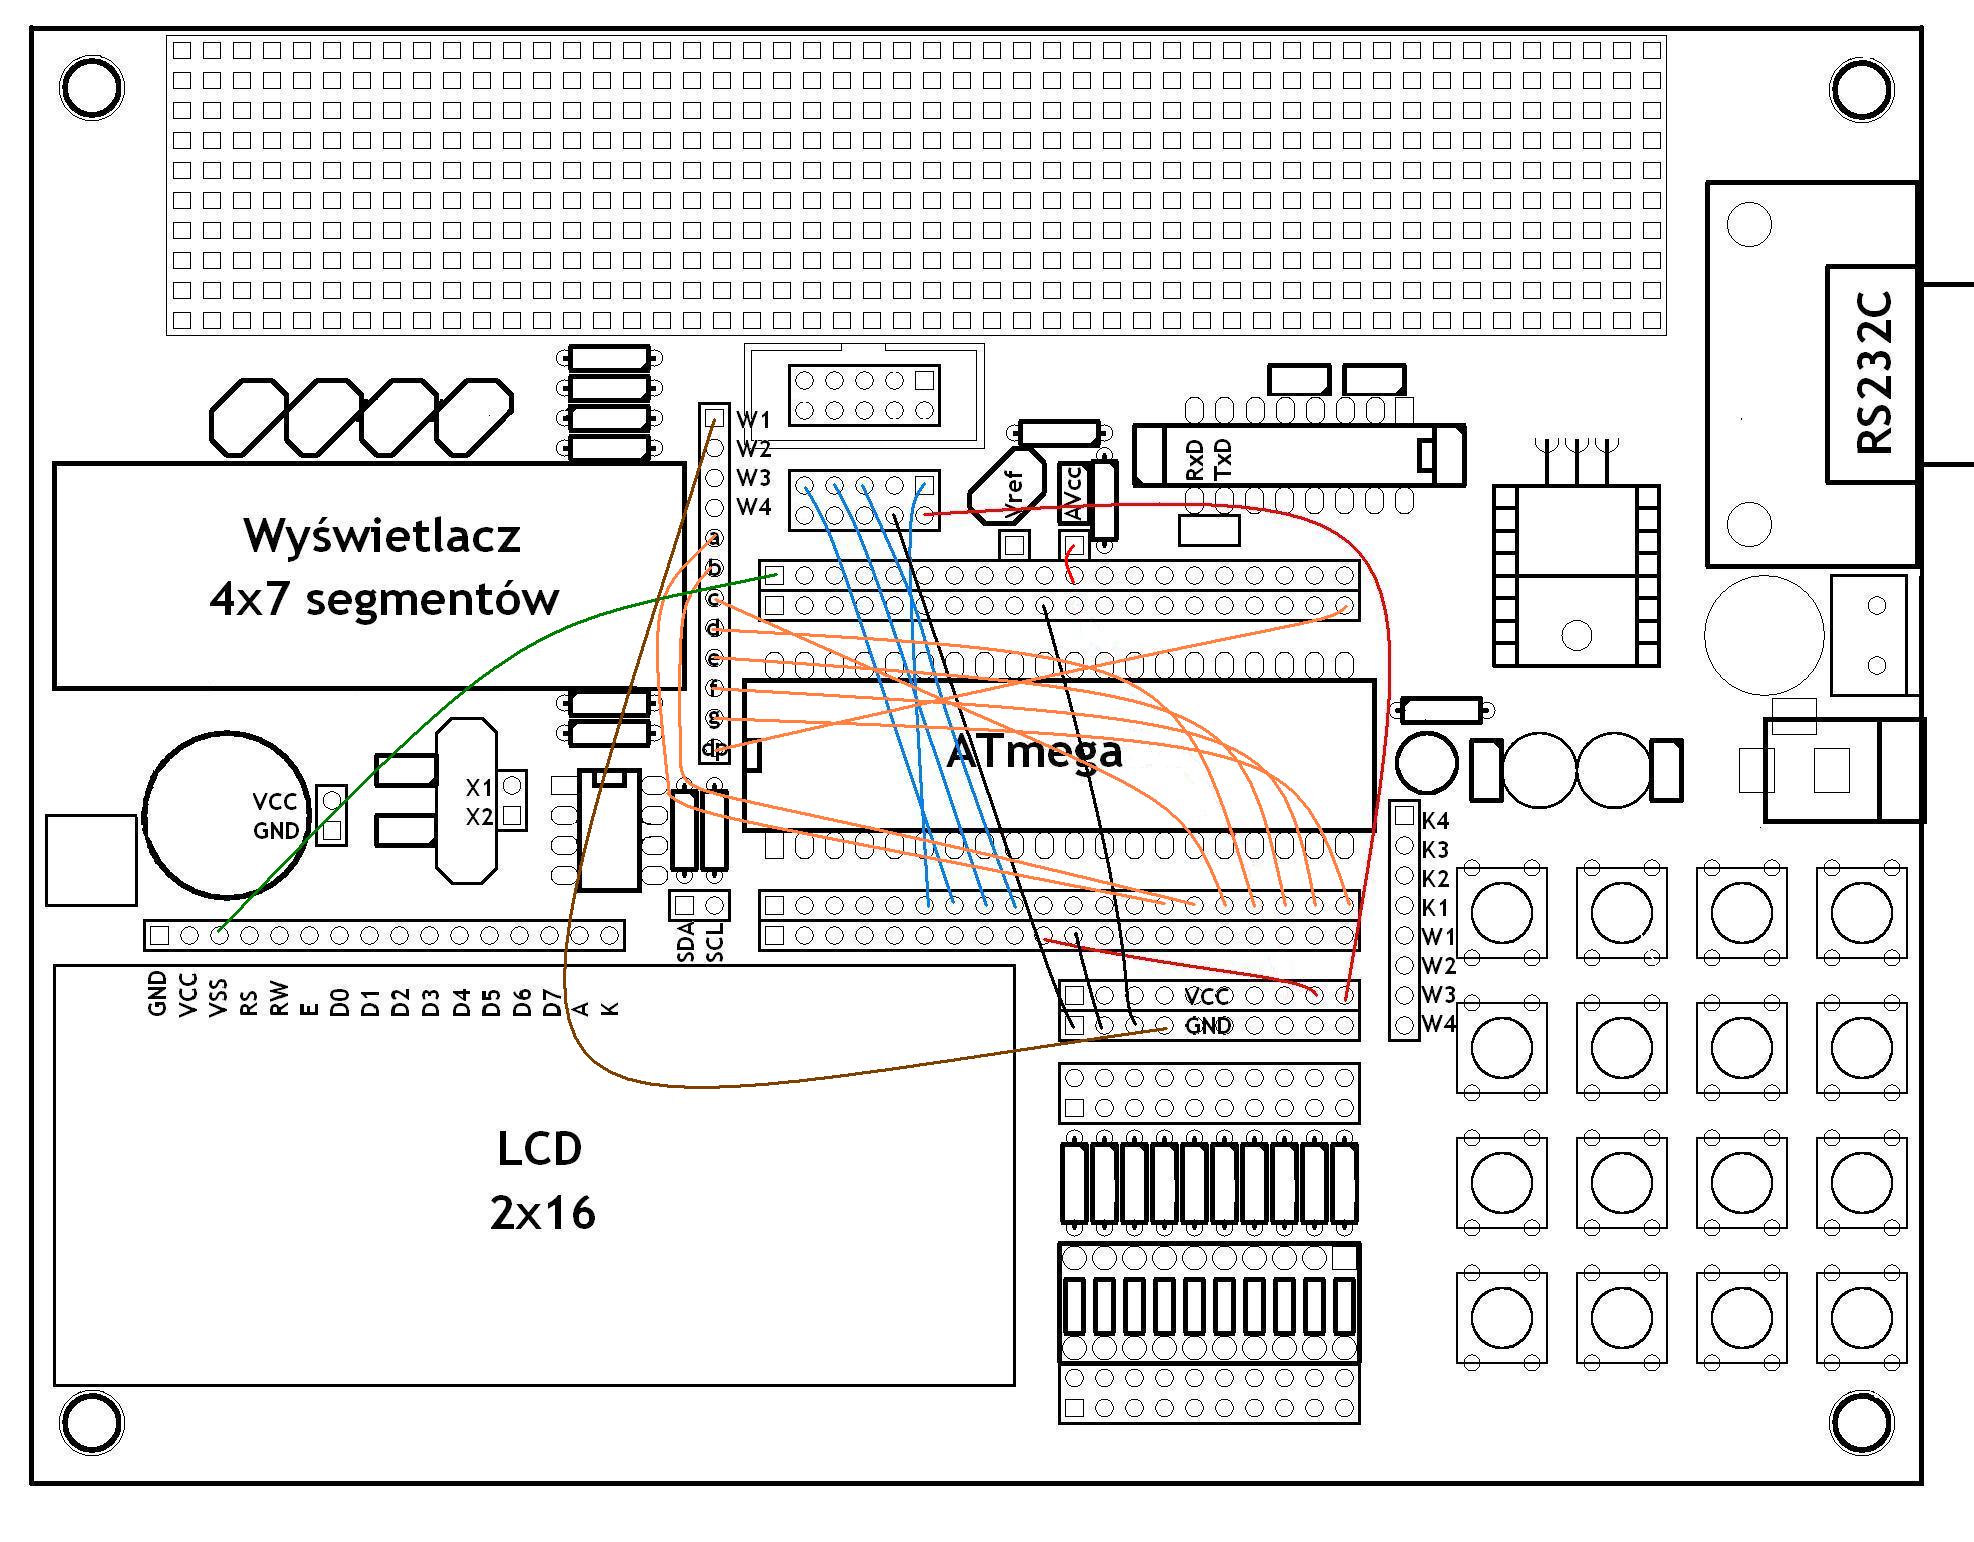 RS232C
W1
W2
W3
W4
RxD
TxD
Vref
AVcc
Wyświetlacz
4x7 segmentów
a
b
c
d
e
f
g
dp
ATmega
X1
X2
VCC
GND
K4
K3
K2
K1
W1
W2
W3
W4
SDA
SCL
GND
VCC
VSS
RS
RW
E
D0
D1
D2
D3
D4
D5
D6
D7
A
K
VCC
GND
LCD
2x16